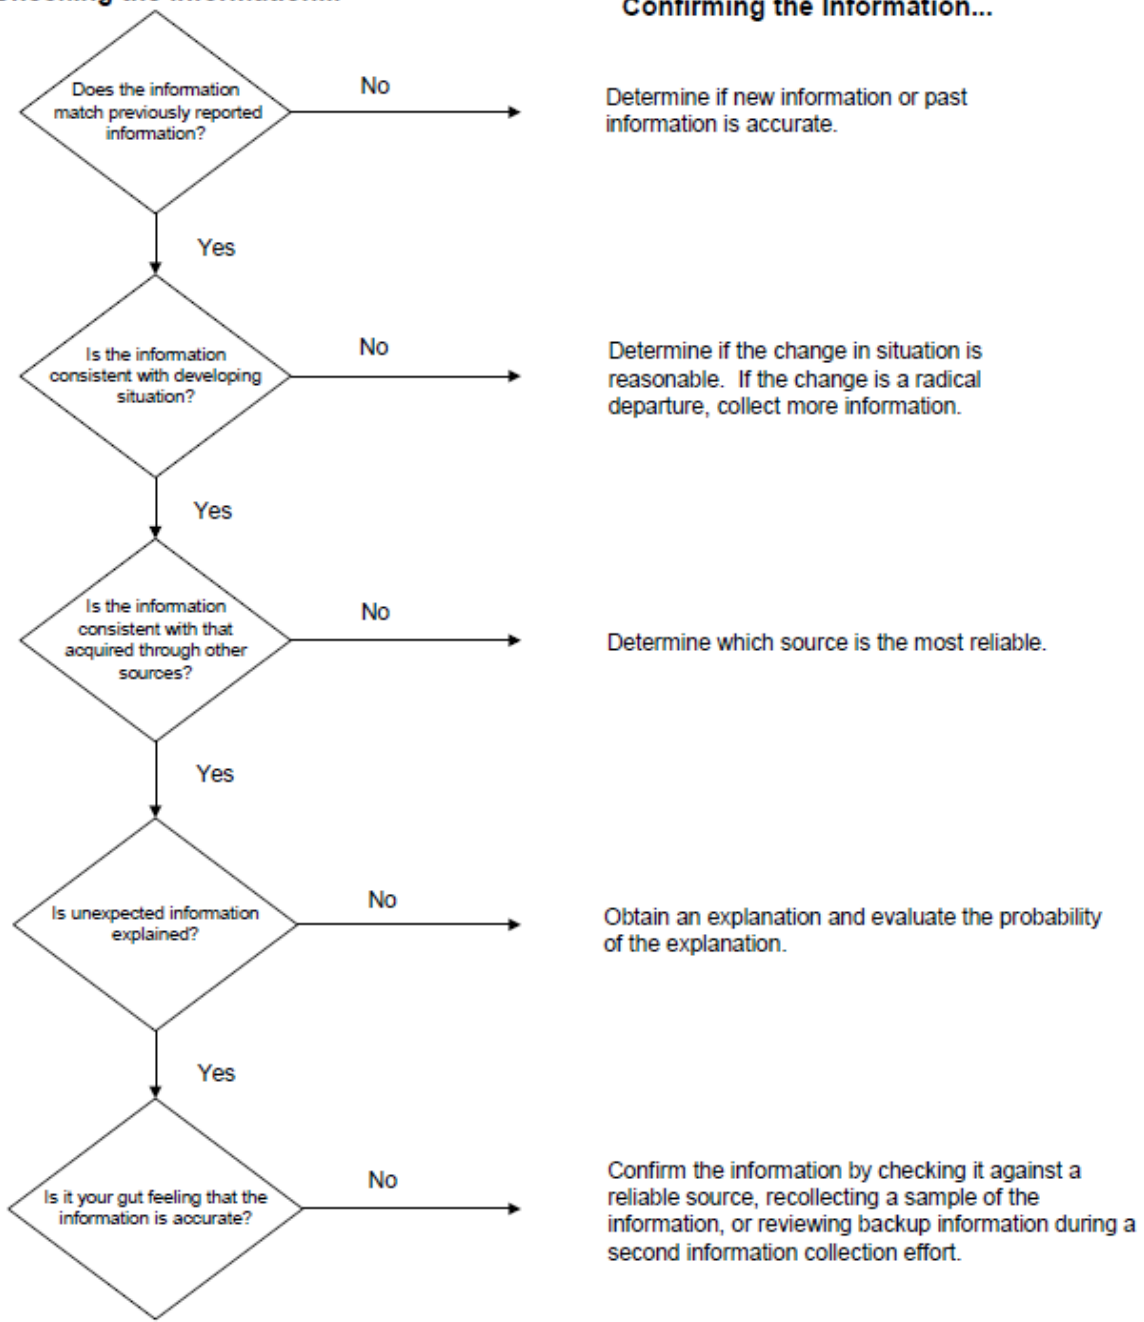 Confirming the Information...
Does the information
match previously reported
information?
No
Determine if new information or past
information is accurate.
Yes
Is the information
consistent with developing
situation?
No
Determine if the change in situation is
reasonable.  If the change is a radical
departure, collect more information.
Yes
Is the information
consistent with that
acquired through other
sources?
No
Determine which source is the most reliable.
Yes
Is unexpected information
explained?
No
Obtain an explanation and evaluate the probability
of the explanation.
Yes
Is it your gut feeling that the
information is accurate?
No
Confirm the information by checking it against a
reliable source, recollecting a sample of the
information, or reviewing backup information during a
second information collection effort.